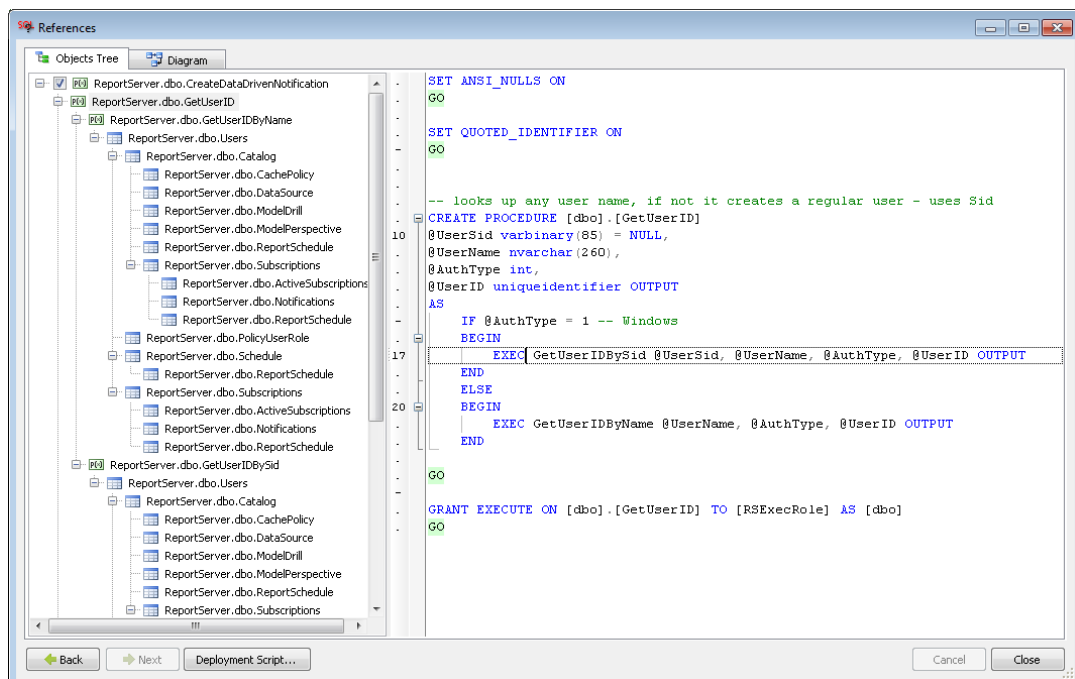 References
Objects Tree
Diagram
ReportServer.dbo.CreateDataDrivenNotification
ReportServer.dbo.GetUserID
ReportServer.dbo.GetUserIDByName
ReportServer.dbo.Users
ReportServer.dbo.Catalog
ReportServer.dbo.CachePolicy
ReportServer.dbo.DataSource
ReportServer.dbo.ModelDrill
ReportServer.dbo.ModelPerspective
ReportServer.dbo.ReportSchedule
ReportServer.dbo.Subscriptions
ReportServer.dbo.ActiveSubscriptions
ReportServer.dbo.Notifications
ReportServer.dbo.ReportSchedule
ReportServer.dbo.PolicyUserRole
ReportServer.dbo.Schedule
ReportServer.dbo.ReportSchedule
ReportServer.dbo.Subscriptions
ReportServer.dbo.ActiveSubscriptions
ReportServer.dbo.Notifications
ReportServer.dbo.ReportSchedule
ReportServer.dbo.GetUserIDBySid
ReportServer.dbo.Users
ReportServer.dbo.Catalog
ReportServer.dbo.CachePolicy
ReportServer.dbo.DataSource
ReportServer.dbo.ModelDrill
ReportServer.dbo.ModelPerspective
ReportServer.dbo.ReportSchedule
ReportServer.dbo.Subscriptions
SET ANSI_NULLS ON
GO
SET QUOTED_IDENTIFIER ON
GO
-- looks up any user name, if not it creates a regular user - uses Sid
CREATE PROCEDURE [dbo].[GetUserID]
10 @UserSid varbinary(85) = NULL,
@UserName nvarchar(260),
@AuthType int,
@UserID uniqueidentifier OUTPUT
AS
IF @AuthType = 1 -- Windows
BEGIN
17 EXEC GetUserIDBySid @UserSid, @UserName, @AuthType, @UserID OUTPUT
END
ELSE
20 BEGIN
EXEC GetUserIDByName @UserName, @AuthType, @UserID OUTPUT
END
GO
GRANT EXECUTE ON [dbo].[GetUserID] TO [RSExecRole] AS [dbo]
GO
Back
Next
Deployment Script...
Cancel
Close